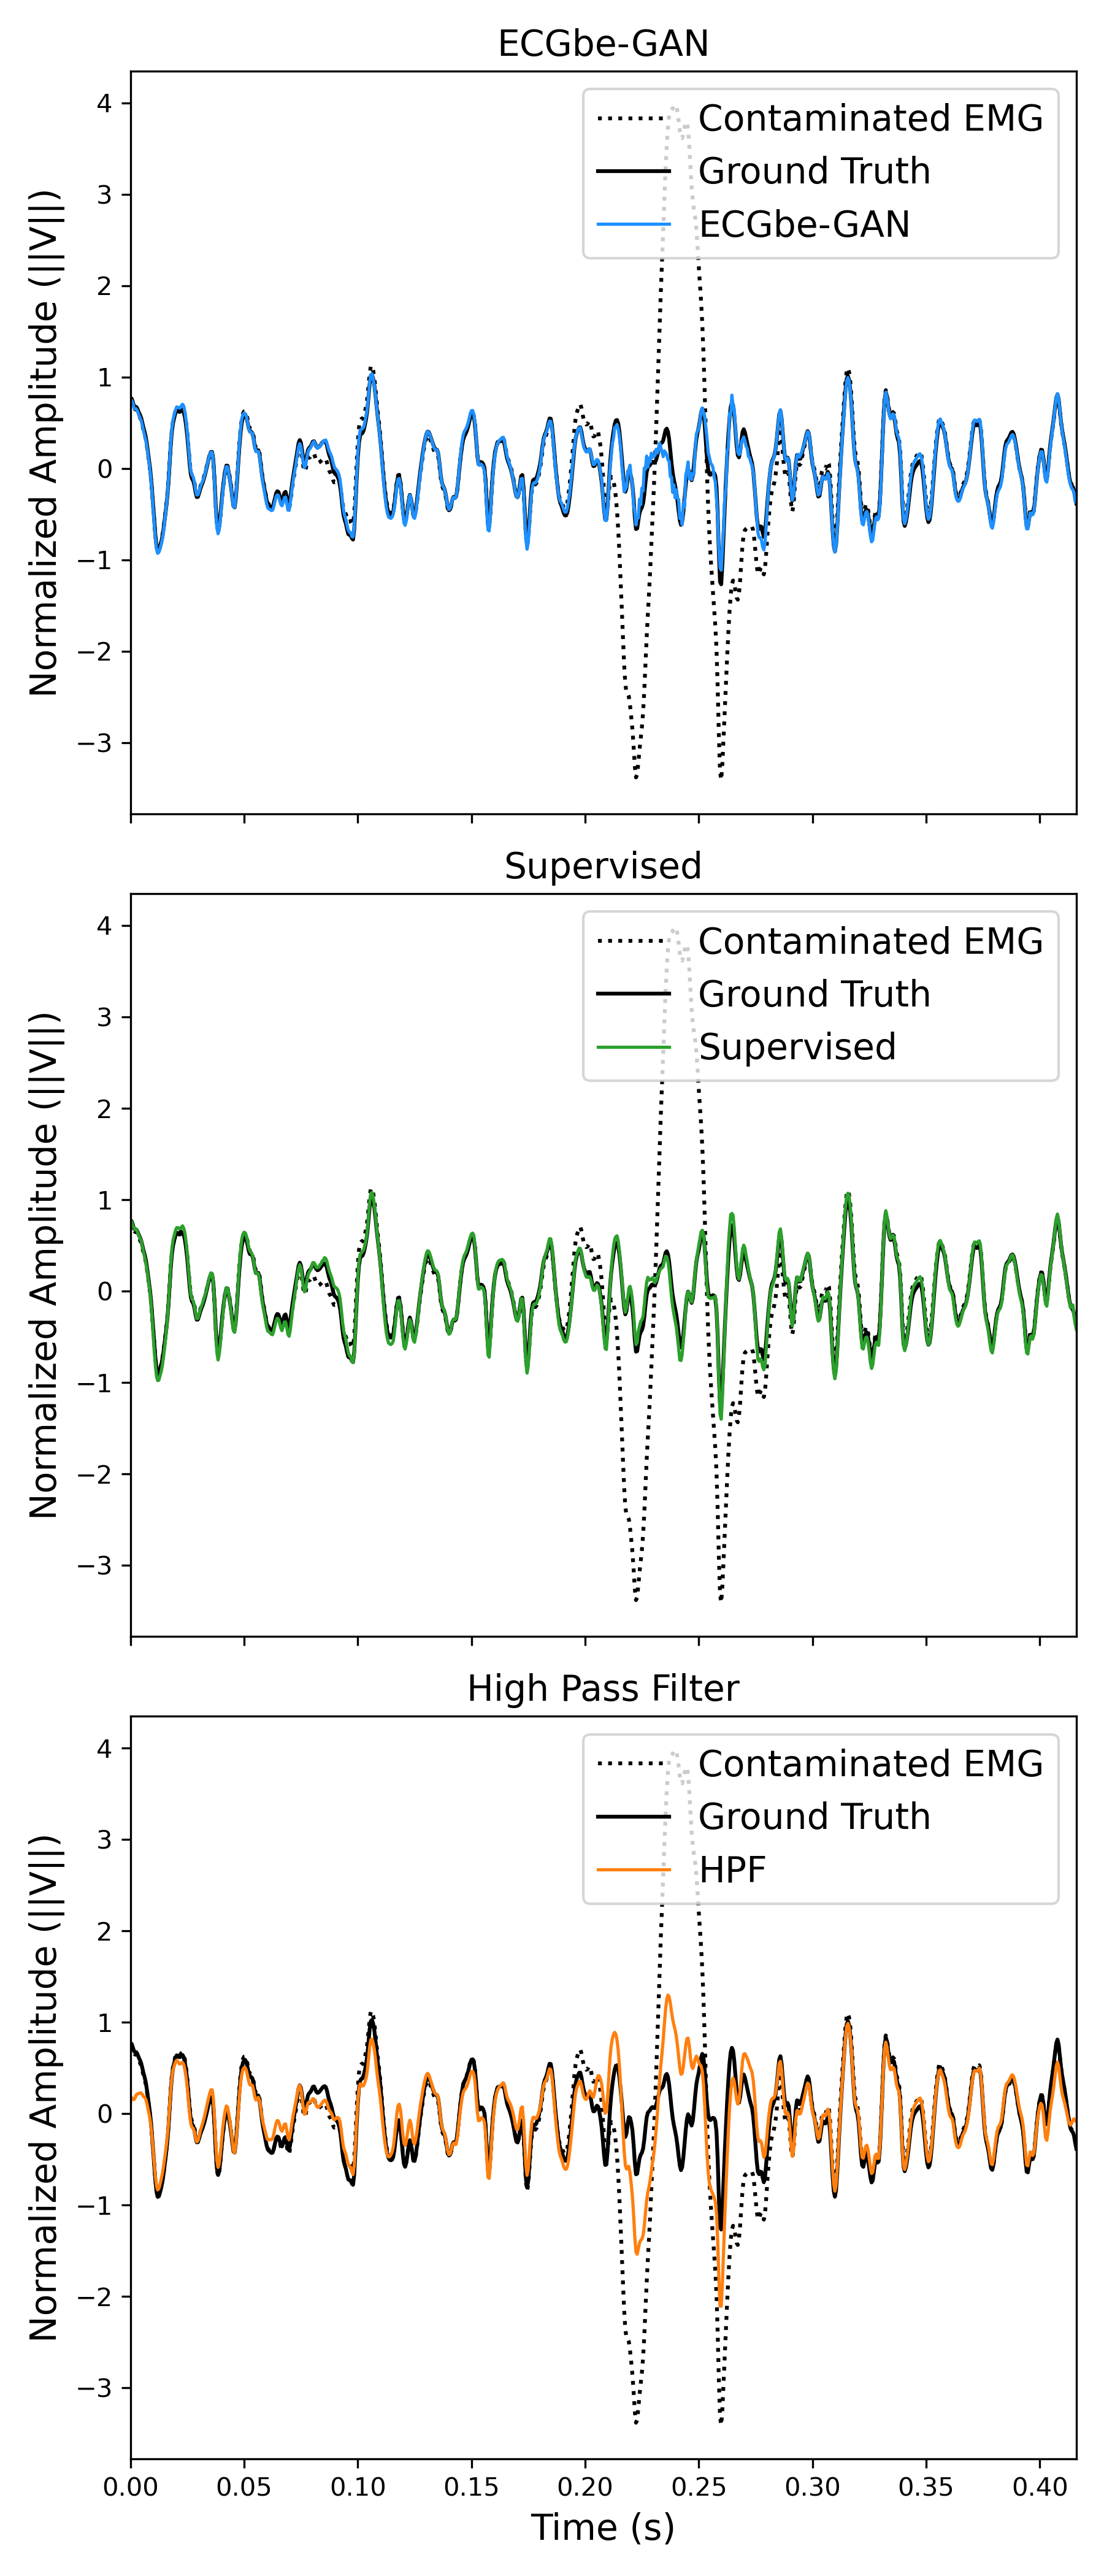 ECGbe-GAN
Normalized Amplitude (||V||)
4
3
2
1
0
−1
−2
−3
Contaminated EMG
Ground Truth
ECGbe-GAN
Supervised
Normalized Amplitude (||V||)
4
3
2
1
0
−1
−2
−3
Contaminated EMG
Ground Truth
Supervised
High Pass Filter
Normalized Amplitude (||V||)
4
3
2
1
0
−1
−2
−3
Contaminated EMG
Ground Truth
HPF
0.00 0.05 0.10 0.15 0.20 0.25 0.30 0.35 0.40
Time (s)